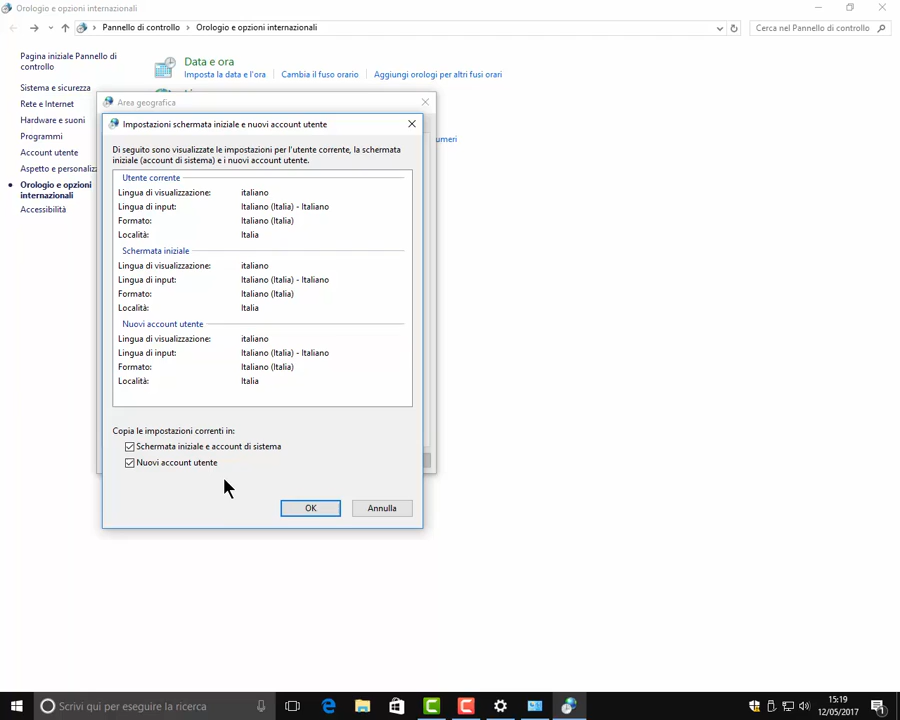 Orologio e opzioni internazionali
Pannello di controllo
Orologio e opzioni internazionali
Cerca nel Pannello di controllo
Pagina iniziale Pannello di
controllo
Sistema e sicurezza
Rete e Internet
Hardware e suoni
Programmi
Account utente
Aspetto e personaliz
Orologio e opzioni
internazionali
Accessibilità
Data e ora
Imposta la data e l'ora
Cambia il fuso orario
Aggiungi orologi per altri fusi orari
umeri
Area geografica
Impostazioni schermata iniziale e nuovi account utente
Di seguito sono visualizzate le impostazioni per l'utente corrente, la schermata
iniziale (account di sistema) e i nuovi account utente.
Utente corrente
Lingua di visualizzazione: italiano
Lingua di input: Italiano (Italia) - Italiano
Formato: Italiano (Italia)
Località: Italia
Schermata iniziale
Lingua di visualizzazione: italiano
Lingua di input: Italiano (Italia) - Italiano
Formato: Italiano (Italia)
Località: Italia
Nuovi account utente
Lingua di visualizzazione: italiano
Lingua di input: Italiano (Italia) - Italiano
Formato: Italiano (Italia)
Località: Italia
Copia le impostazioni correnti in:
Schermata iniziale e account di sistema
Nuovi account utente
OK
Annulla
Scrivi qui per eseguire la ricerca
15:19
12/05/2017
1